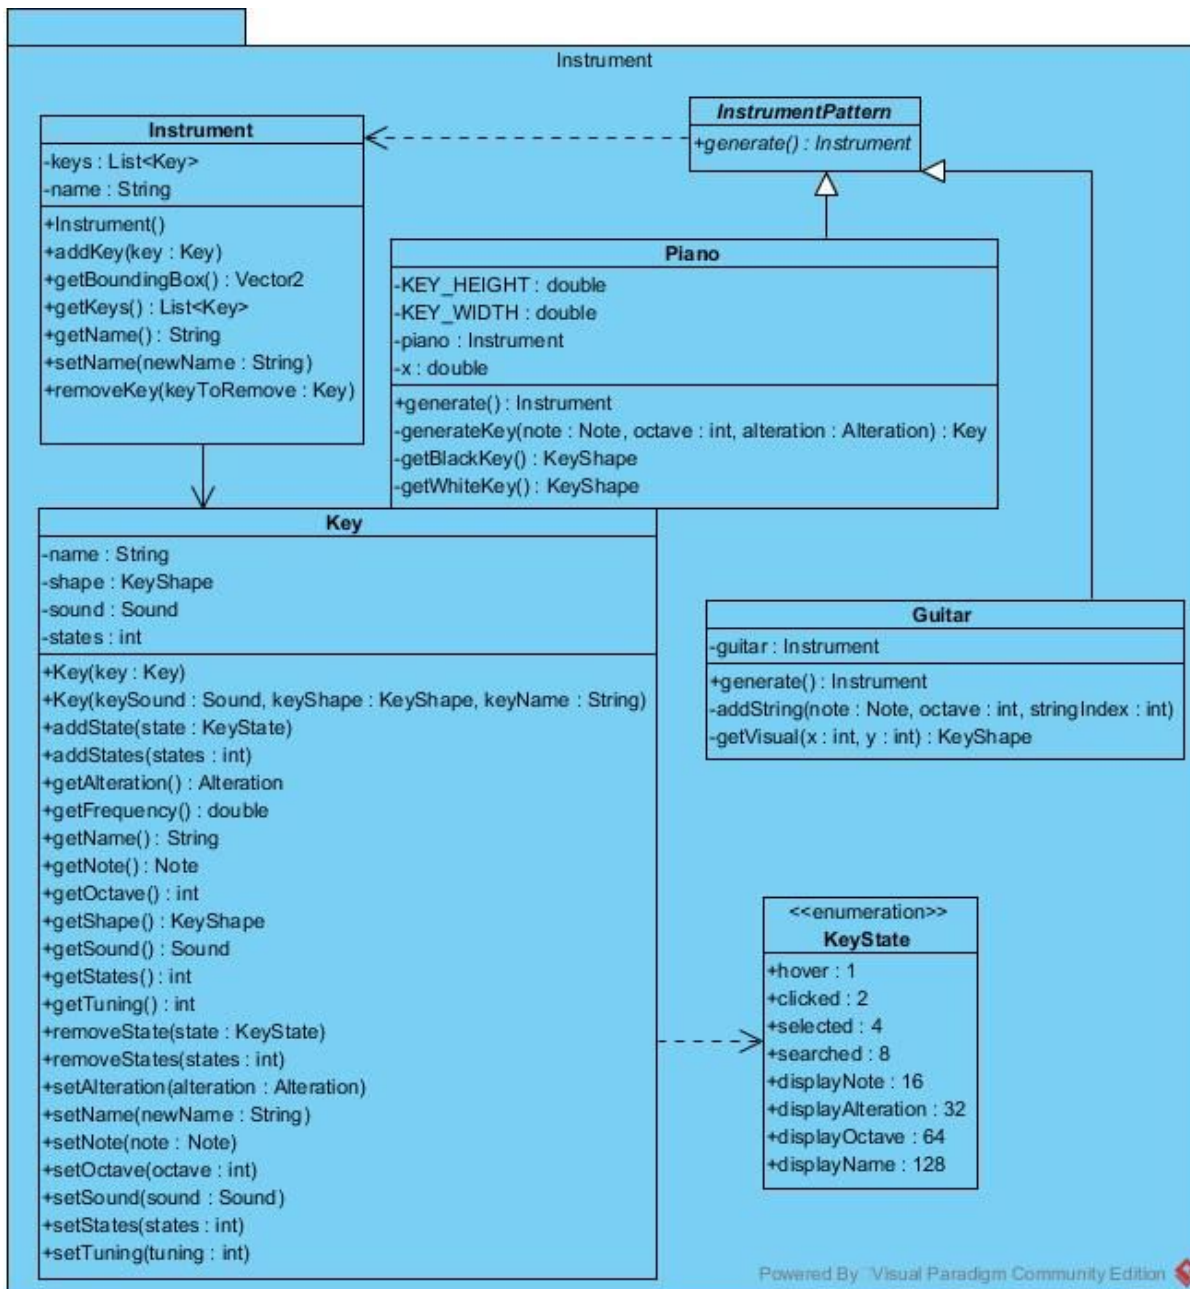 Instrument
Instrument
-keys : List<Key>
-name : String
+Instrument()
+addKey(key : Key)
+getBoundingBox() : Vector2
+getKeys() : List<Key>
+getName() : String
+setName(newName : String)
+removeKey(keyToRemove : Key)
InstrumentPattern
+generate() : Instrument
Piano
-KEY_HEIGHT : double
-KEY_WIDTH : double
-piano : Instrument
-x : double
+generate() : Instrument
-generateKey(note : Note, octave : int, alteration : Alteration) : Key
-getBlackKey() : KeyShape
-getWhiteKey() : KeyShape
Key
-name : String
-shape : KeyShape
-sound : Sound
-states : int
+Key(key : Key)
+Key(keySound : Sound, keyShape : KeyShape, keyName : String)
+addState(state : KeyState)
+addStates(states : int)
+getAlteration() : Alteration
+getFrequency() : double
+getName() : String
+getNote() : Note
+getOctave() : int
+getShape() : KeyShape
+getSound() : Sound
+getStates() : int
+getTuning() : int
+removeState(state : KeyState)
+removeStates(states : int)
+setAlteration(alteration : Alteration)
+setName(newName : String)
+setNote(note : Note)
+setOctave(octave : int)
+setSound(sound : Sound)
+setStates(states : int)
+setTuning(tuning : int)
Guitar
-guitar : Instrument
+generate() : Instrument
-addString(note : Note, octave : int, stringIndex : int)
-getVisual(x : int, y : int) : KeyShape
<<enumeration>>
KeyState
+hover : 1
+clicked : 2
+selected : 4
+searched : 8
+displayNote : 16
+displayAlteration : 32
+displayOctave : 64
+displayName : 128
Powered By Visual Paradigm Community Edition